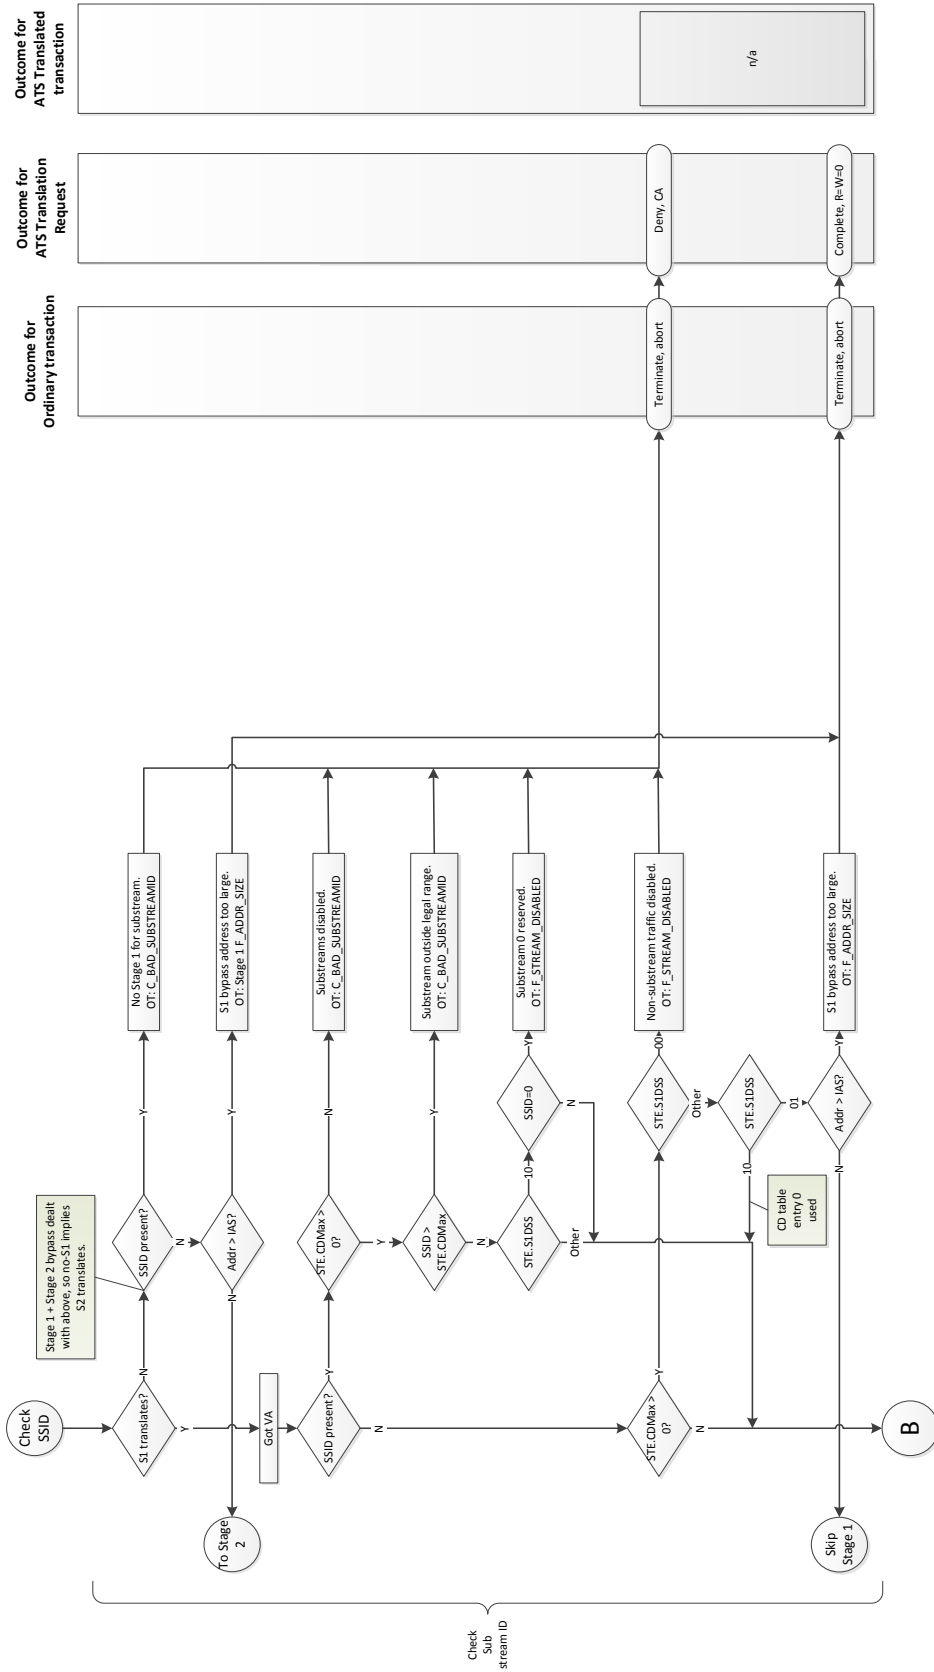 Outcome for
Ordinary transaction
Outcome for
ATS Translation
Request
Outcome for
ATS Translated
transaction
Check
SSID
Stage 1 + Stage 2 bypass dealt
with above, so no-S1 implies
S2 translates.
S1 translates?
N
SSID present?
Y
No Stage 1 for substream.
OT: C_BAD_SUBSTREAMID
Y
N
To Stage
2
N
Addr > IAS?
Y
S1 bypass address too large.
OT: Stage 1 F_ADDR_SIZE
Got VA
SSID present?
Y
STE.CDMax >
0?
N
Substreams disabled.
OT: C_BAD_SUBSTREAMID
N
Y
SSID >
STE.CDMax
Y
Substream outside legal range.
OT: C_BAD_SUBSTREAMID
N
STE.S1DSS
10
SSID=0
Y
Substream 0 reserved.
OT: F_STREAM_DISABLED
Other
N
STE.CDMax >
0?
Y
STE.S1DSS
00
Non-substream traffic disabled.
OT: F_STREAM_DISABLED
Terminate, abort
Deny, CA
N
Other
10
STE.S1DSS
CD table
entry 0
used
01
Skip
Stage 1
N
Addr > IAS?
Y
S1 bypass address too large.
OT: F_ADDR_SIZE
Terminate, abort
Complete, R=W=0
n/a
B
Check
Sub
stream ID